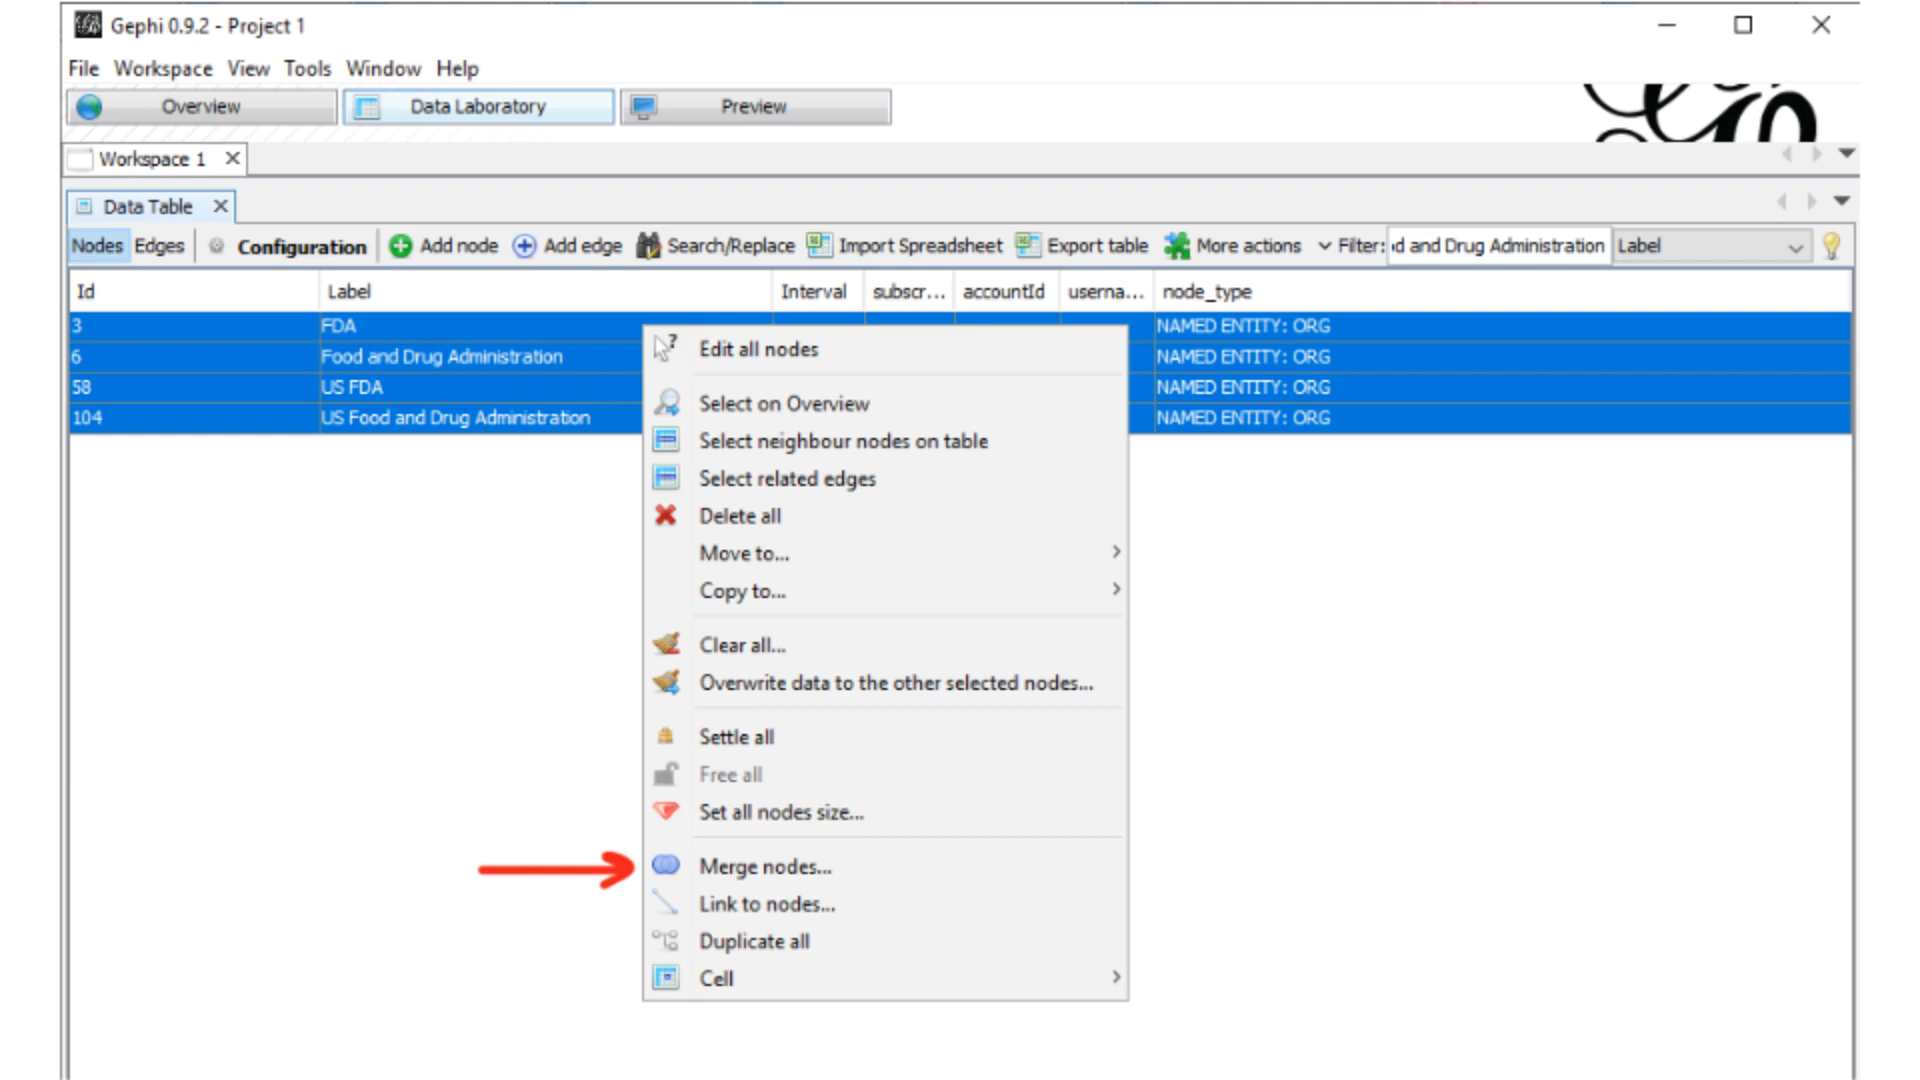 Gephi 0.9.2 - Project 1
File Workspace View Tools Window Help
Overview Data Laboratory Preview
Workspace 1
Data Table
Nodes Edges Configuration Add node Add edge Search/Replace Import Spreadsheet Export table More actions Filter: d and Drug Administration Label
Id Label Interval subscr... accountId userna... node_type
3 FDA NAMED ENTITY: ORG
6 Food and Drug Administration NAMED ENTITY: ORG
58 US FDA NAMED ENTITY: ORG
104 US Food and Drug Administration NAMED ENTITY: ORG
Edit all nodes
Select on Overview
Select neighbour nodes on table
Select related edges
Delete all
Move to...
Copy to...
Clear all...
Overwrite data to the other selected nodes...
Settle all
Free all
Set all nodes size...
Merge nodes...
Link to nodes...
Duplicate all
Cell